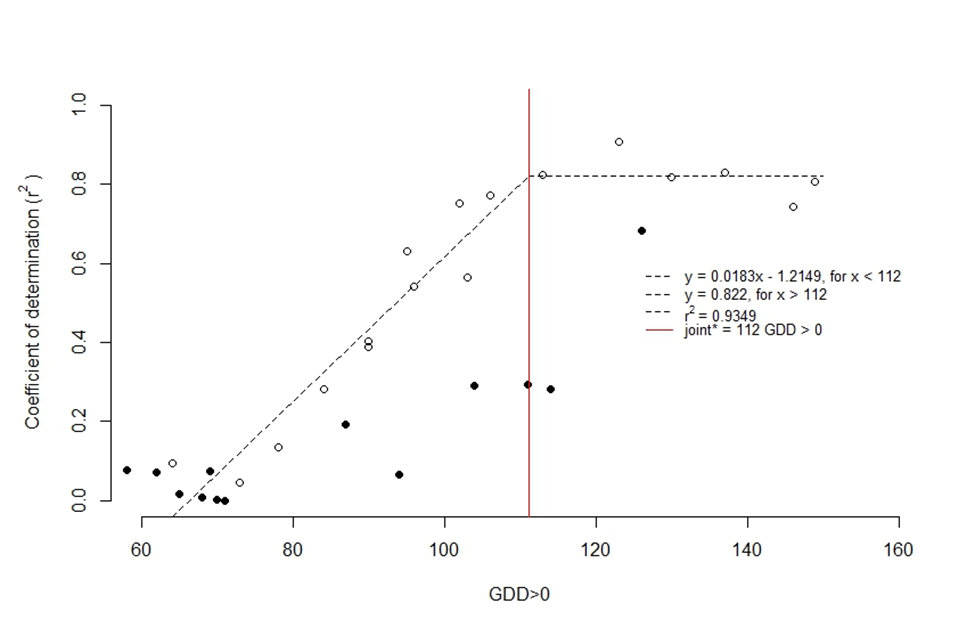 1.0
0.8
0.6
0.4
0.2
0.0
Coefficient of determination (r²)
y = 0.0183x - 1.2149, for x < 112
y = 0.822, for x > 112
r² = 0.9349
joint* = 112 GDD > 0
60 80 100 120 140 160
GDD>0